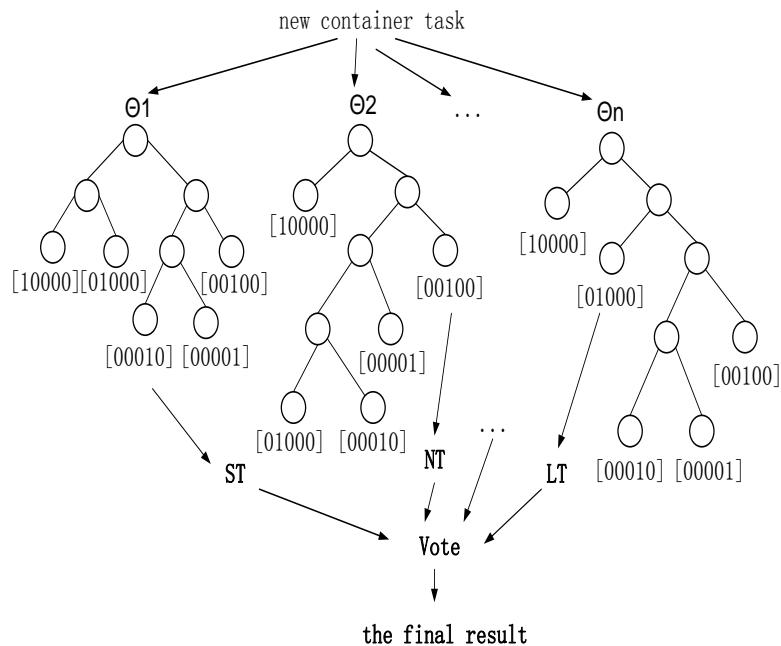 new container task
Θ1
Θ2
...
Θn
[10000]
[10000]
[10000][01000]
[00100]
[00100]
[01000]
[00010]
[00001]
[00001]
[00100]
[01000]
[00010]
...
NT
ST
LT
[00010]
[00001]
Vote
the final result